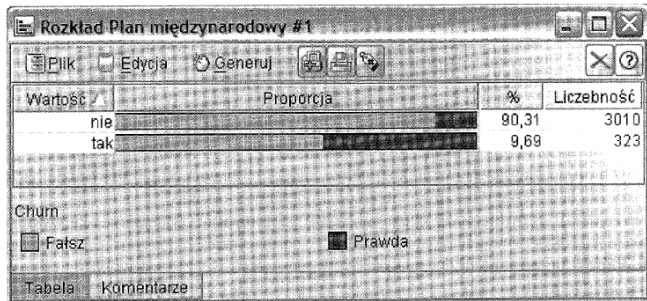 Rozkład Plan międzynarodowy #1
Plik Edycja Generuj
Wartość Proporcja % Liczebność
nie 90,31 3010
tak 9,69 323
Churn
Fałsz Prawda
Tabela Komentarze